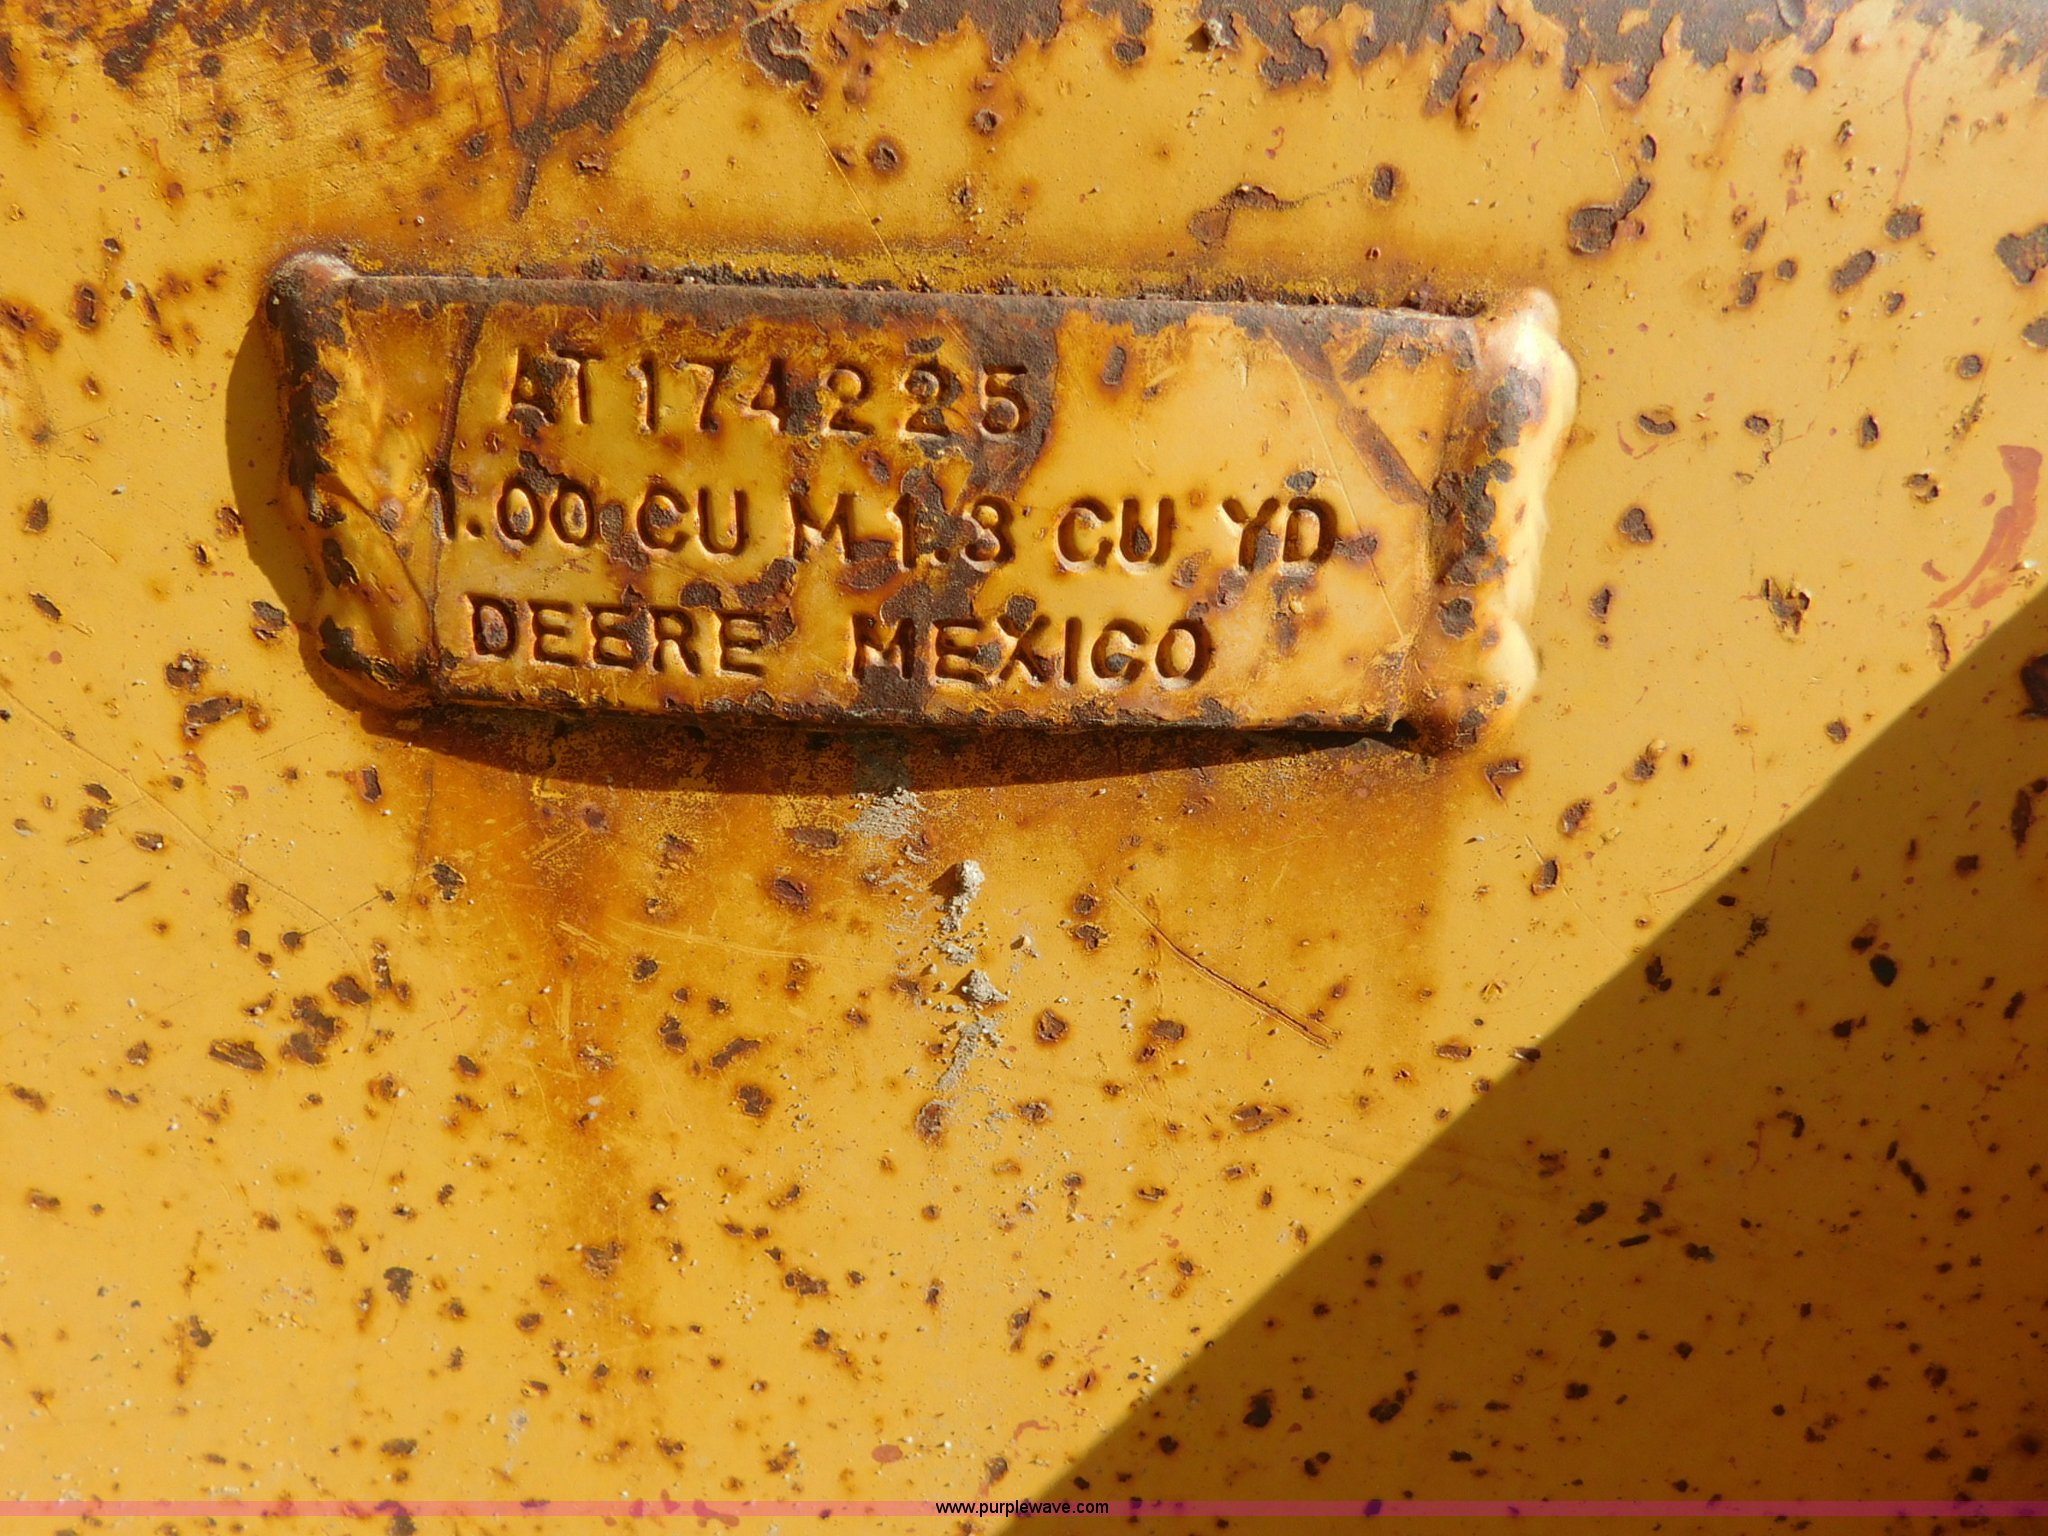 AT174225
1.00 CU M-1.3 CU YD
DEERE MEXICO
www.purplewave.com